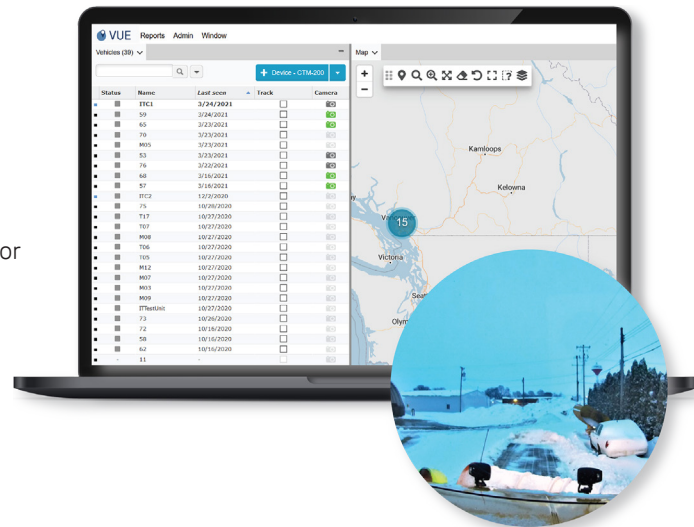 VUE Reports Admin Window
Vehicles (39)
Map
+ Device - CTM-200
+
−
Status Name Last seen Track Camera
ITC1 3/24/2021
59 3/24/2021
65 3/23/2021
70 3/23/2021
M05 3/23/2021
53 3/23/2021
76 3/22/2021
68 3/16/2021
57 3/16/2021
ITC2 12/2/2020
75 10/28/2020
T17 10/27/2020
T07 10/27/2020
M08 10/27/2020
T06 10/27/2020
T05 10/27/2020
M12 10/27/2020
M07 10/27/2020
M03 10/27/2020
M09 10/27/2020
ITTestUnit 10/27/2020
73 10/26/2020
72 10/16/2020
58 10/16/2020
62 10/16/2020
- 11 -
Kamloops
Kelowna
15
Victoria
Seat
Olym
or